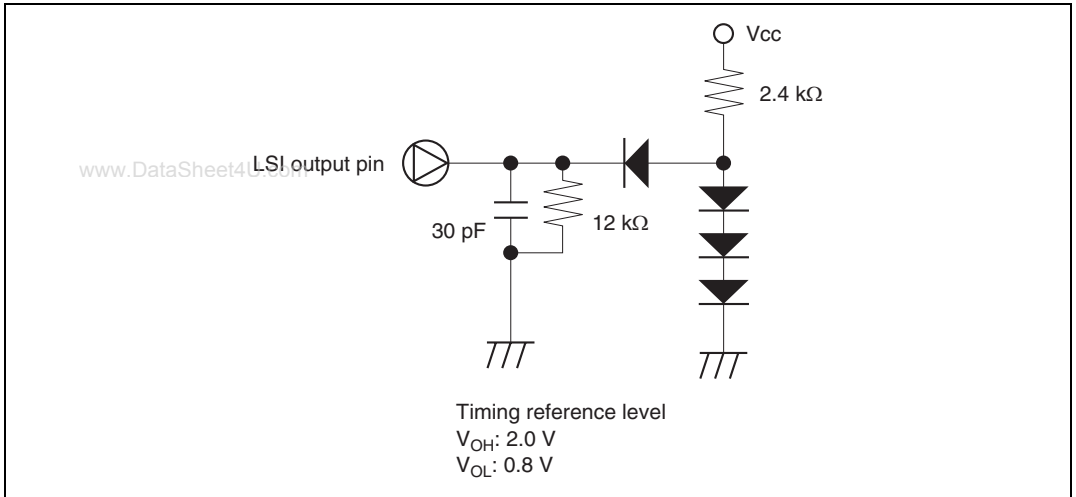 Vcc
2.4 kΩ
www.DataSheet4U.com
LSI output pin
30 pF
12 kΩ
Timing reference level
VOH: 2.0 V
VOL: 0.8 V